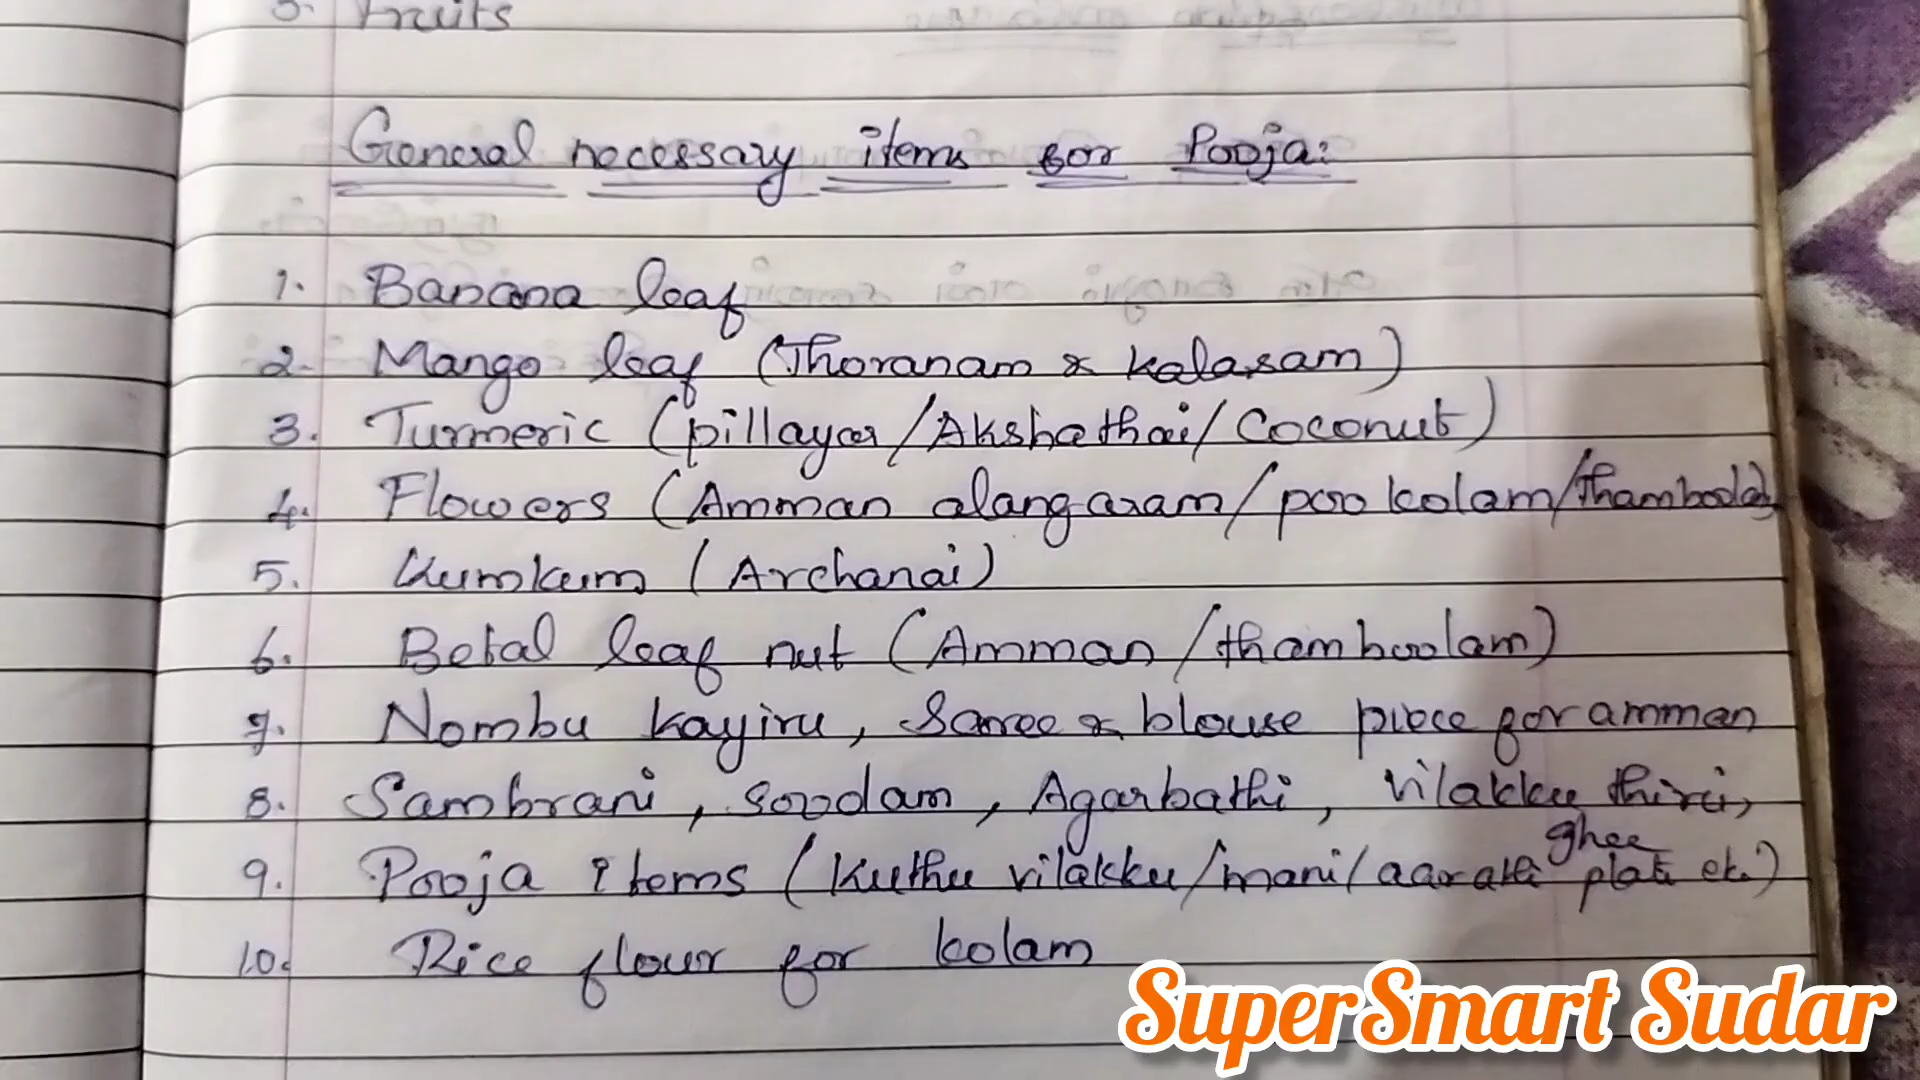 3. Fruits
General necessary items for Pooja:
1. Banana leaf
2. Mango leaf (Thoranam & kalasam)
3. Turmeric (pillayar/Akshathai/Coconut)
4. Flowers (Amman alangaram/poo kolam/
5. Kumkum (Archanai)
6. Betal leaf nut (Amman/thamboolam)
7. Nombu kayiru, Saree & blouse piece for amman
8. Sambrani, soodam, Agarbathi, vilakku thiri,
ghee
9. Pooja items (Kuthu vilakku/mani/aarathi plate etc.)
10. Rice flour for kolam
SuperSmart Sudar